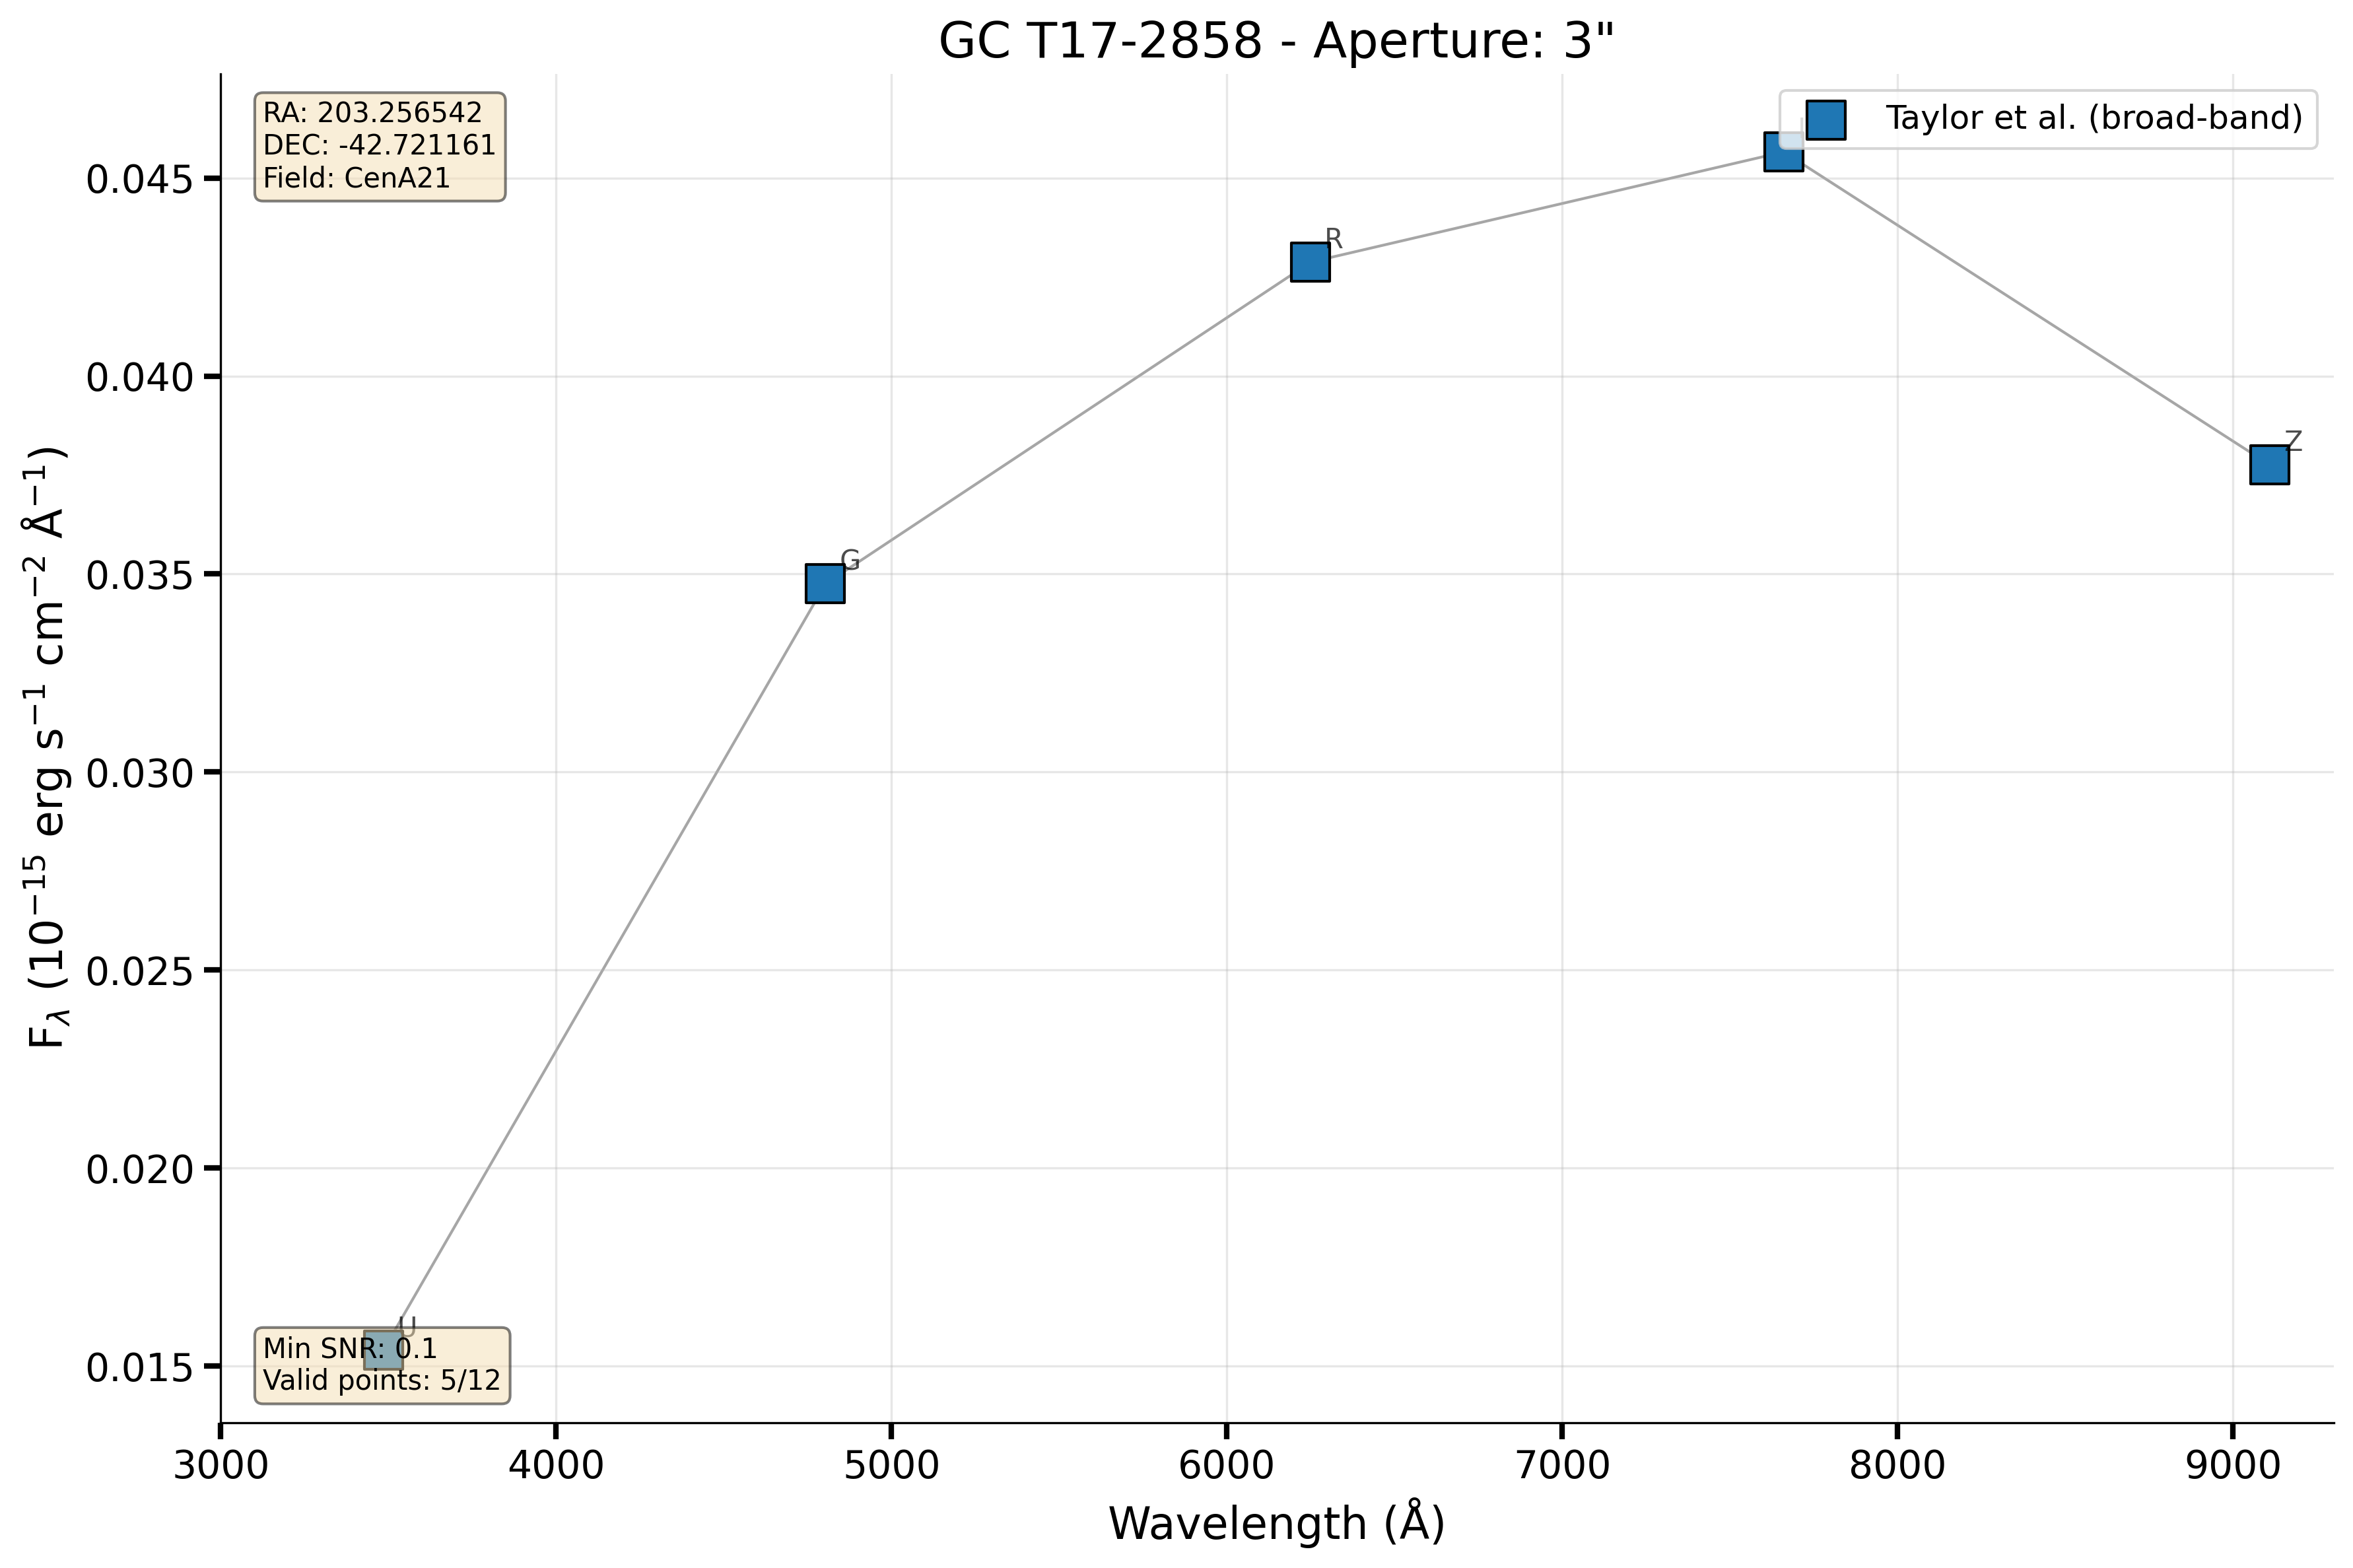 GC T17-2858 - Aperture: 3"
RA: 203.256542
DEC: -42.721161
Field: CenA21
Taylor et al. (broad-band)
I
R
Z
G
U
Min SNR: 0.1
Valid points: 5/12
0.045
0.040
0.035
0.030
0.025
0.020
0.015
F_λ (10⁻¹⁵ erg s⁻¹ cm⁻² Å⁻¹)
3000 4000 5000 6000 7000 8000 9000
Wavelength (Å)